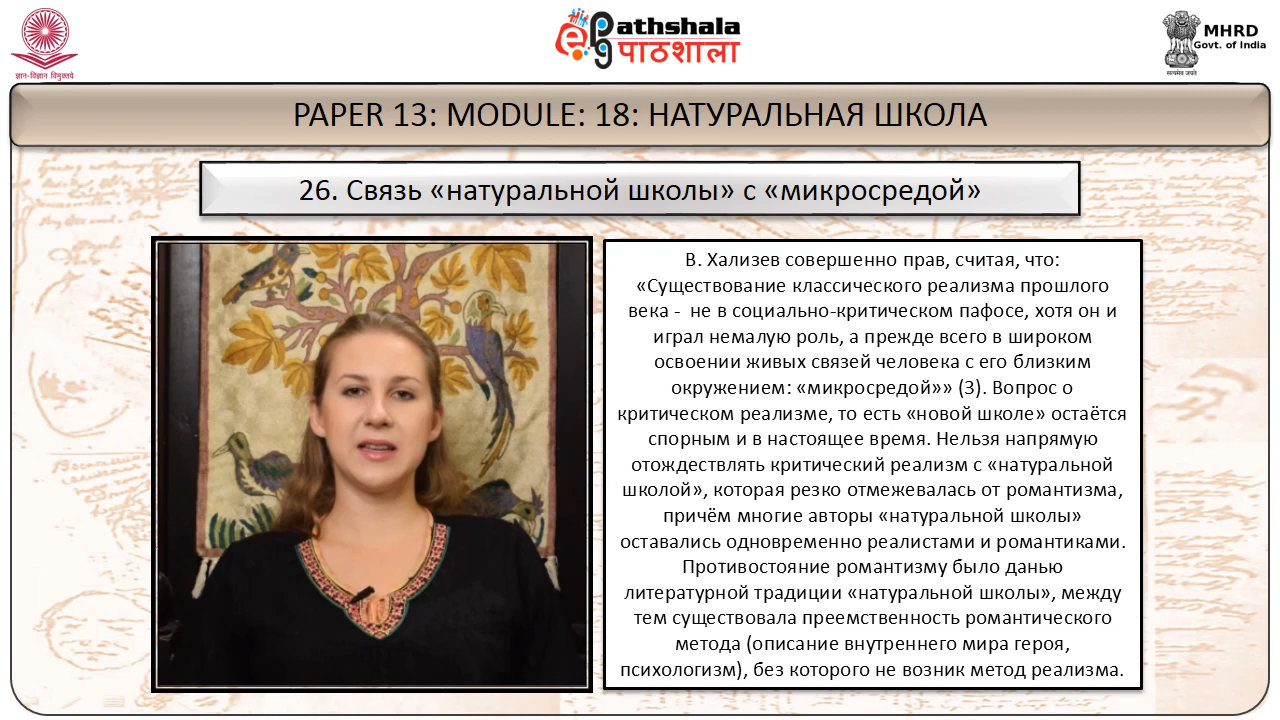 ज्ञान-विज्ञान विमुक्तये
ePG Pathshala
पाठशाला
MHRD
Govt. of India
सत्यमेव जयते
PAPER 13: MODULE: 18: НАТУРАЛЬНАЯ ШКОЛА
26. Связь «натуральной школы» с «микросредой»
В. Хализев совершенно прав, считая, что:
«Существование классического реализма прошлого
века - не в социально-критическом пафосе, хотя он и
играл немалую роль, а прежде всего в широком
освоении живых связей человека с его близким
окружением: «микросредой»» (3). Вопрос о
критическом реализме, то есть «новой школе» остаётся
спорным и в настоящее время. Нельзя напрямую
отождествлять критический реализм с «натуральной
школой», которая резко отмежевалась от романтизма,
причём многие авторы «натуральной школы»
оставались одновременно реалистами и романтиками.
Противостояние романтизму было данью
литературной традиции «натуральной школы», между
тем существовала преемственность романтического
метода (описание внутреннего мира героя,
психологизм), без которого не возник метод реализма.